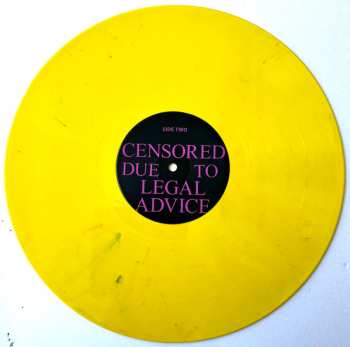 SIDE TWO
CENSORED
DUE TO
LEGAL
ADVICE